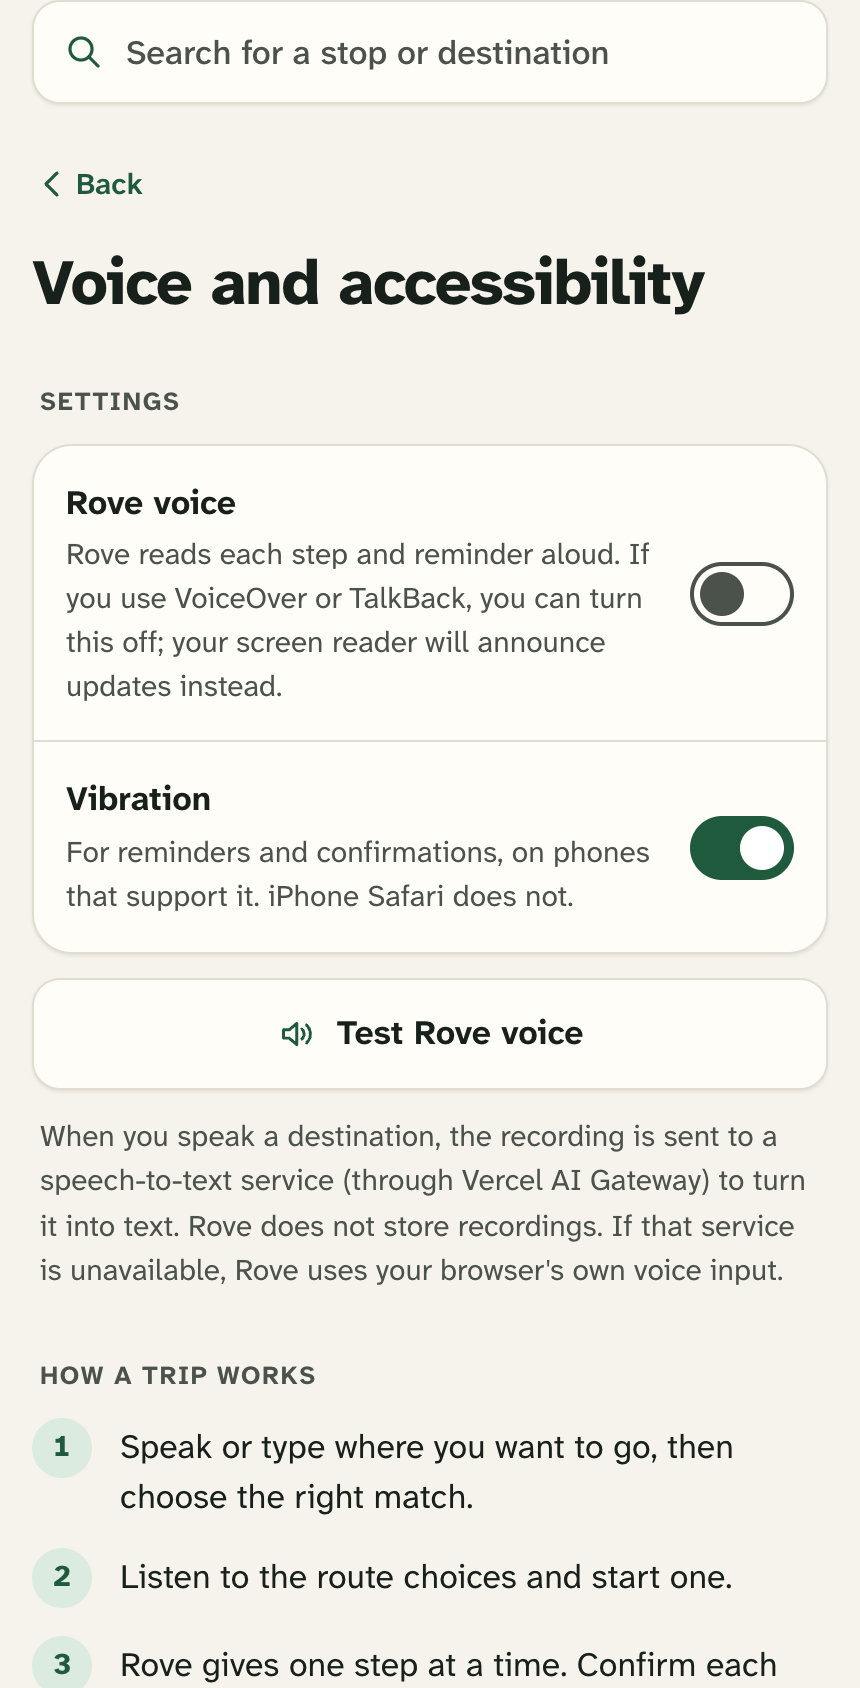 Search for a stop or destination
Back
Voice and accessibility
SETTINGS
Rove voice
Rove reads each step and reminder aloud. If
you use VoiceOver or TalkBack, you can turn
this off; your screen reader will announce
updates instead.
Vibration
For reminders and confirmations, on phones
that support it. iPhone Safari does not.
Test Rove voice
When you speak a destination, the recording is sent to a
speech-to-text service (through Vercel AI Gateway) to turn
it into text. Rove does not store recordings. If that service
is unavailable, Rove uses your browser's own voice input.
HOW A TRIP WORKS
1 Speak or type where you want to go, then
choose the right match.
2 Listen to the route choices and start one.
3 Rove gives one step at a time. Confirm each